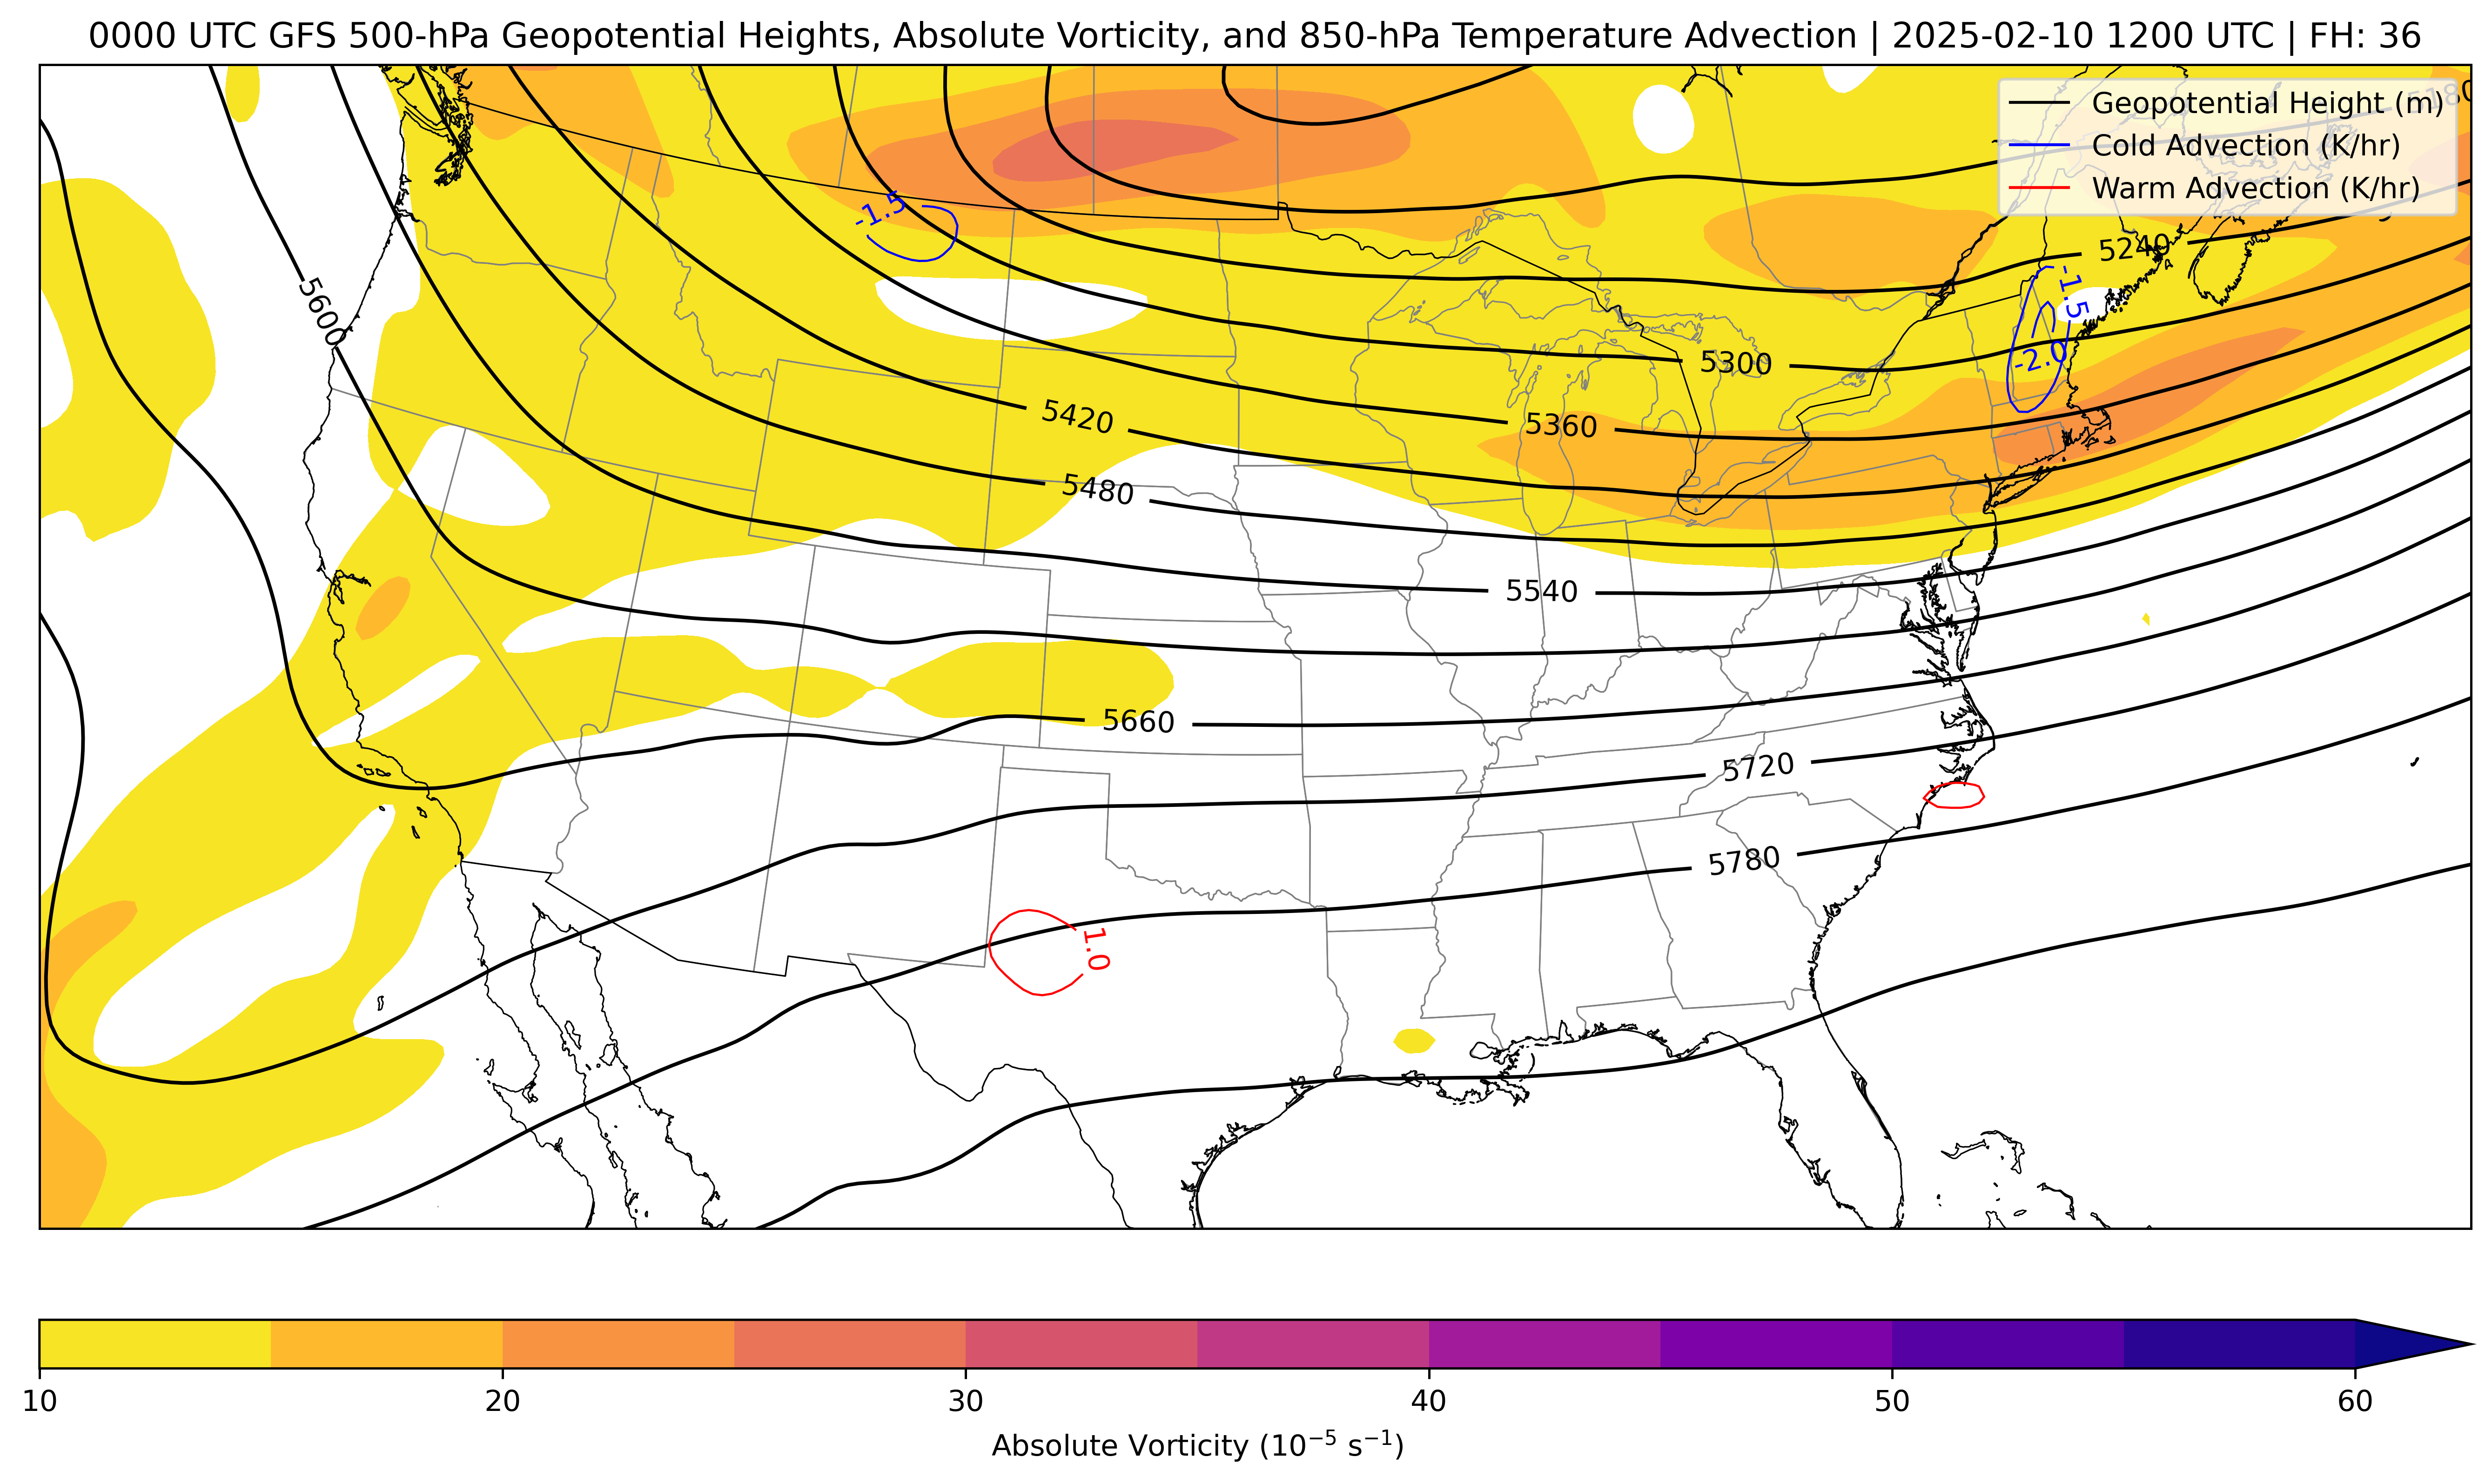 0000 UTC GFS 500-hPa Geopotential Heights, Absolute Vorticity, and 850-hPa Temperature Advection | 2025-02-10 1200 UTC | FH: 36
Geopotential Height (m)
Cold Advection (K/hr)
Warm Advection (K/hr)
5180
-1.5
5240
-1.5
5600
-2.0
5300
5420
5360
5480
5540
5660
5720
5780
1.0
10 20 30 40 50 60
Absolute Vorticity (10⁻⁵ s⁻¹)